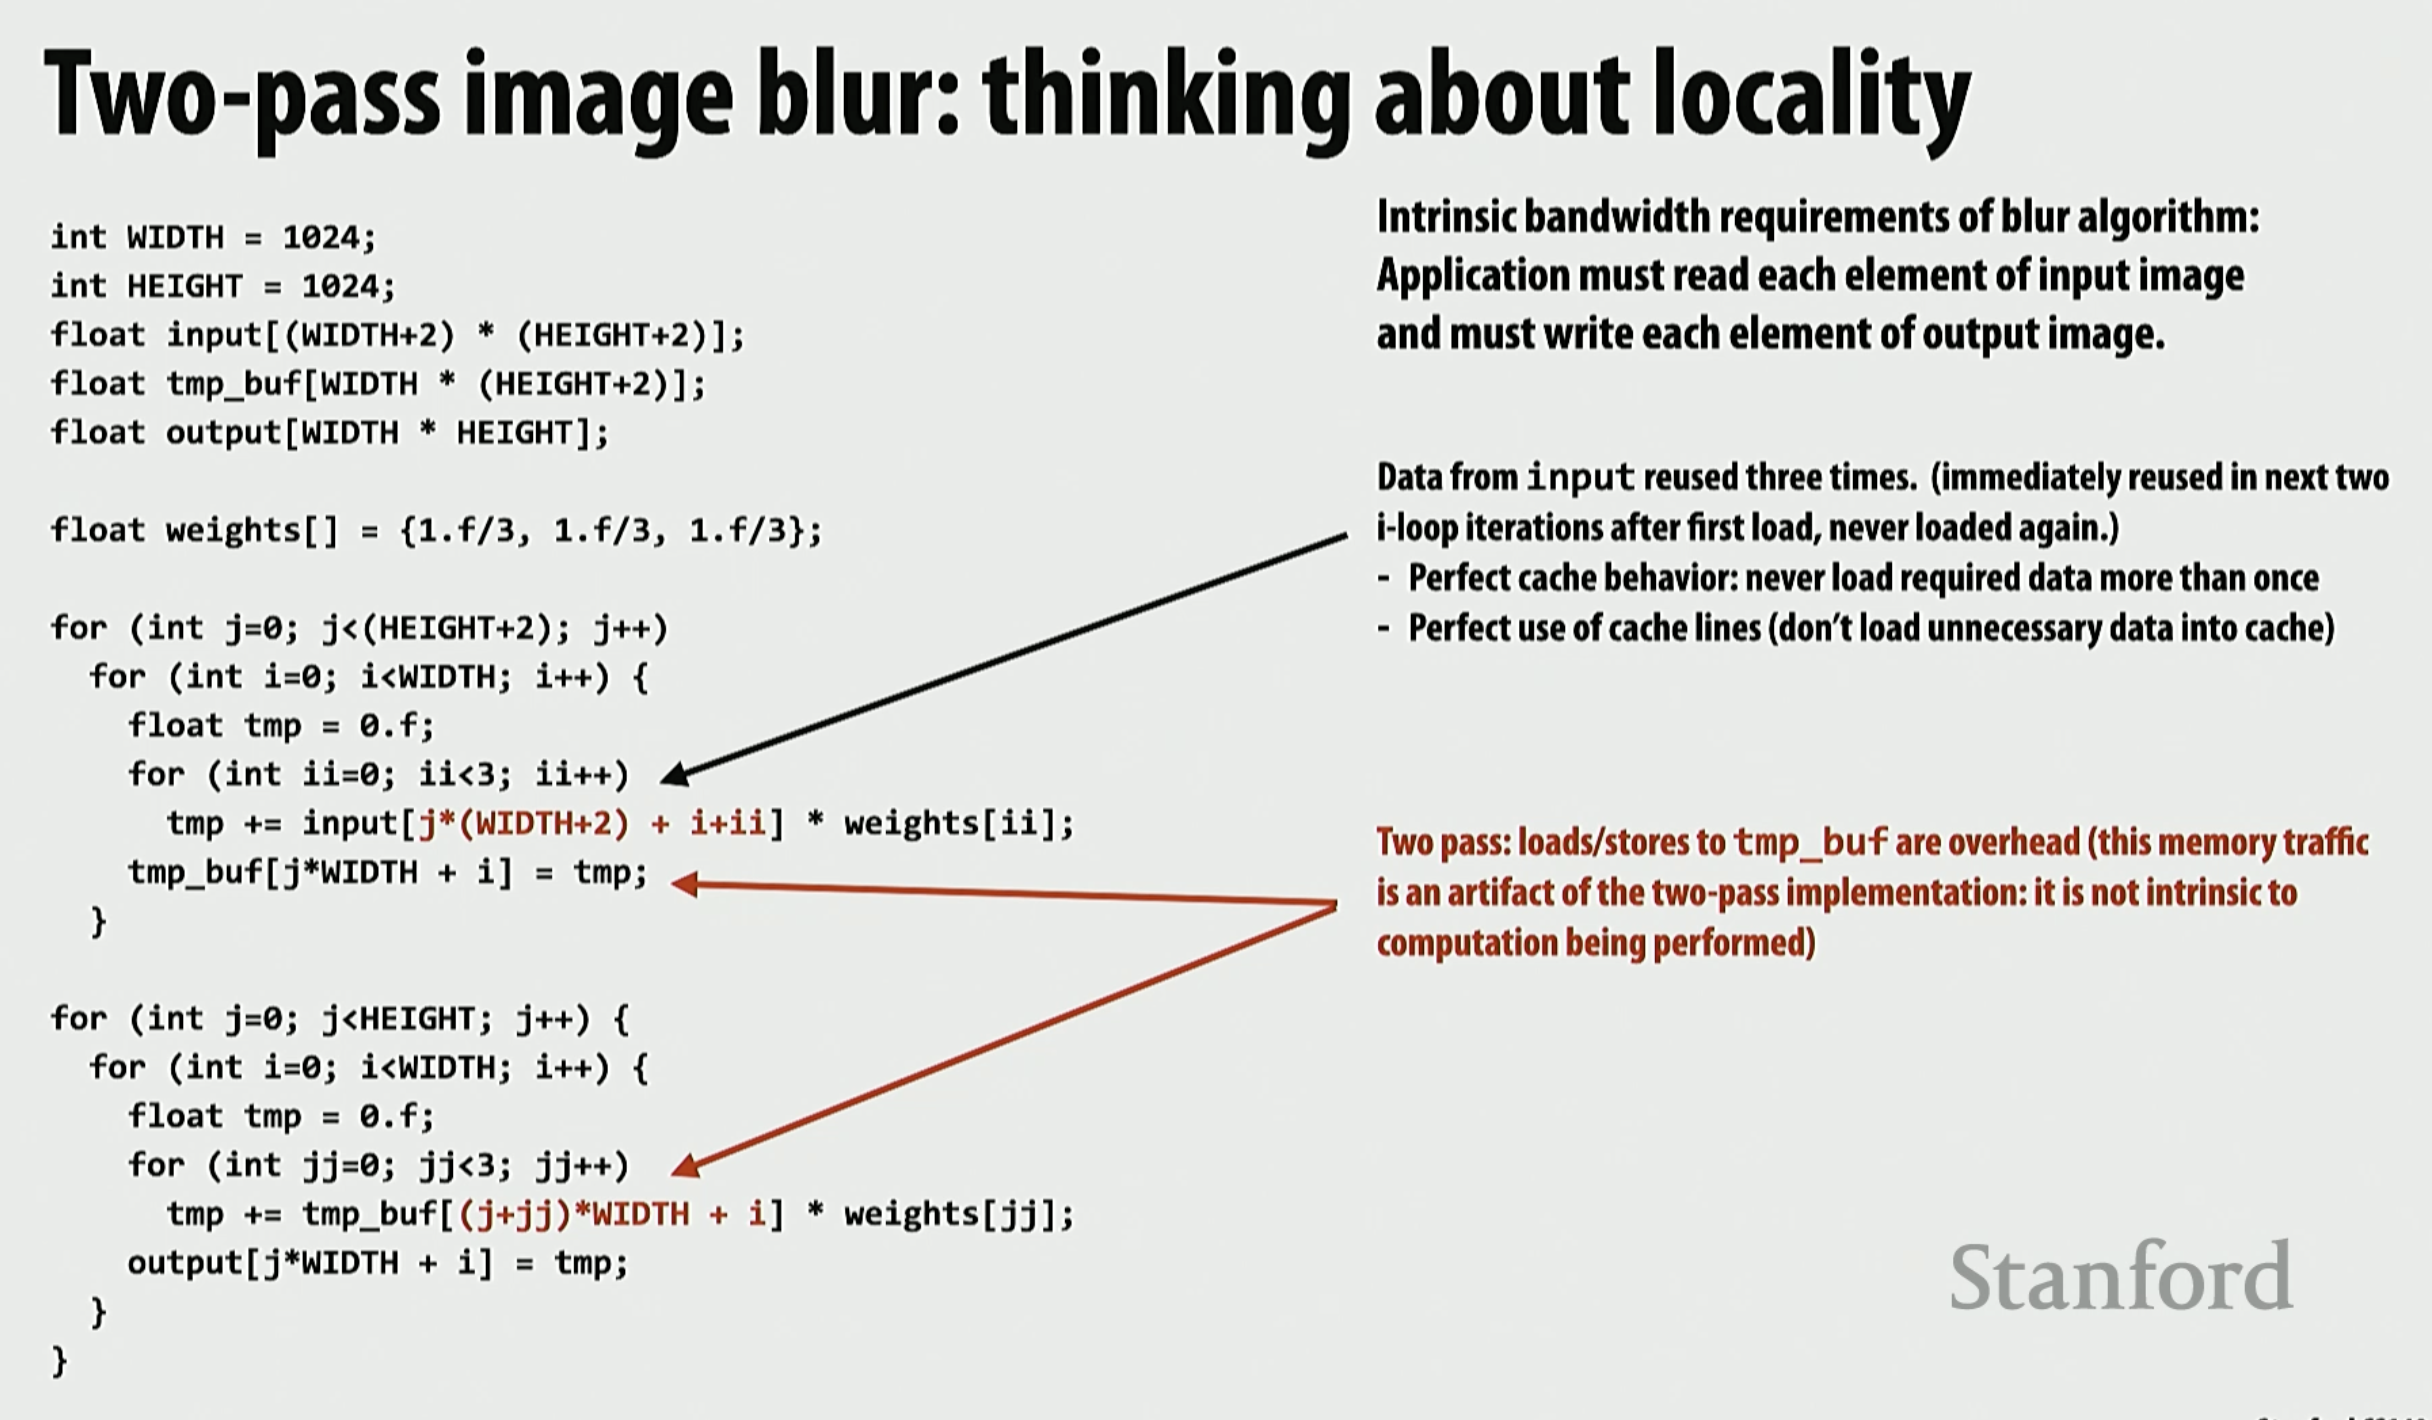 Two-pass image blur: thinking about locality
int WIDTH = 1024;
int HEIGHT = 1024;
float input[(WIDTH+2) * (HEIGHT+2)];
float tmp_buf[WIDTH * (HEIGHT+2)];
float output[WIDTH * HEIGHT];
float weights[] = {1.f/3, 1.f/3, 1.f/3};
for (int j=0; j<(HEIGHT+2); j++)
  for (int i=0; i<WIDTH; i++) {
    float tmp = 0.f;
    for (int ii=0; ii<3; ii++)
      tmp += input[j*(WIDTH+2) + i+ii] * weights[ii];
    tmp_buf[j*WIDTH + i] = tmp;
  }
for (int j=0; j<HEIGHT; j++) {
  for (int i=0; i<WIDTH; i++) {
    float tmp = 0.f;
    for (int jj=0; jj<3; jj++)
      tmp += tmp_buf[(j+jj)*WIDTH + i] * weights[jj];
    output[j*WIDTH + i] = tmp;
  }
}
Intrinsic bandwidth requirements of blur algorithm:
Application must read each element of input image
and must write each element of output image.
Data from input reused three times. (immediately reused in next two
i-loop iterations after first load, never loaded again.)
- Perfect cache behavior: never load required data more than once
- Perfect use of cache lines (don't load unnecessary data into cache)
Two pass: loads/stores to tmp_buf are overhead (this memory traffic
is an artifact of the two-pass implementation: it is not intrinsic to
computation being performed)
Stanford